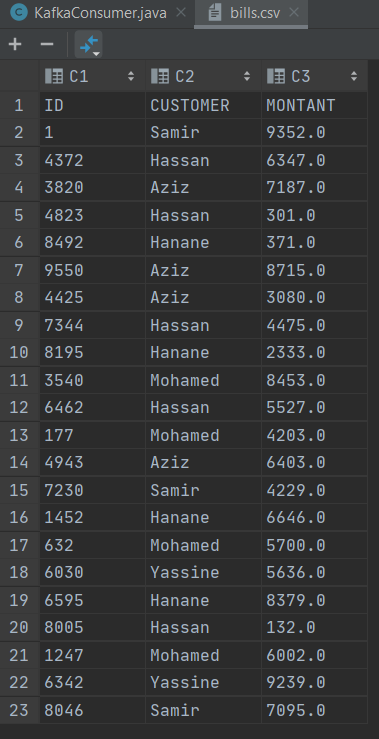 KafkaConsumer.java bills.csv
C1 C2 C3
1 ID CUSTOMER MONTANT
2 1 Samir 9352.0
3 4372 Hassan 6347.0
4 3820 Aziz 7187.0
5 4823 Hassan 301.0
6 8492 Hanane 371.0
7 9550 Aziz 8715.0
8 4425 Aziz 3080.0
9 7344 Hassan 4475.0
10 8195 Hanane 2333.0
11 3540 Mohamed 8453.0
12 6462 Hassan 5527.0
13 177 Mohamed 4203.0
14 4943 Aziz 6403.0
15 7230 Samir 4229.0
16 1452 Hanane 6646.0
17 632 Mohamed 5700.0
18 6030 Yassine 5636.0
19 6595 Hanane 8379.0
20 8005 Hassan 132.0
21 1247 Mohamed 6002.0
22 6342 Yassine 9239.0
23 8046 Samir 7095.0